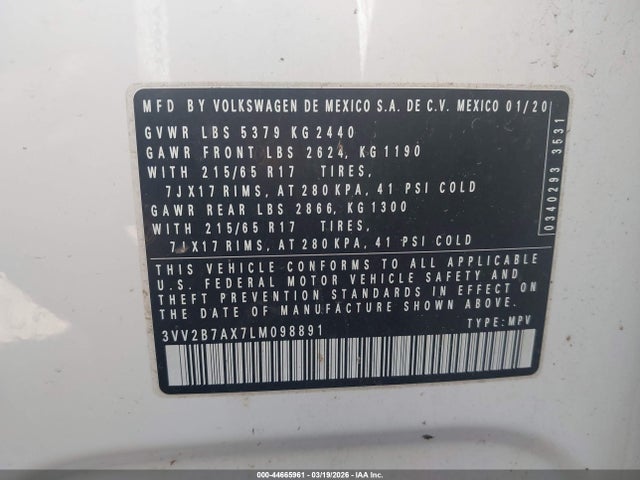 MFD BY VOLKSWAGEN DE MEXICO S.A. DE C.V. MEXICO 01/20
GVWR LBS 5379 KG 2440
GAWR FRONT LBS 2624, KG 1190
WITH 215/65 R17 TIRES,
7JX17 RIMS, AT 280 KPA, 41 PSI COLD
GAWR REAR LBS 2866, KG 1300
WITH 215/65 R17 TIRES,
7JX17 RIMS, AT 280 KPA, 41 PSI COLD
THIS VEHICLE CONFORMS TO ALL APPLICABLE
U.S. FEDERAL MOTOR VEHICLE SAFETY AND
THEFT PREVENTION STANDARDS IN EFFECT ON
THE DATE OF MANUFACTURE SHOWN ABOVE.
3VV2B7AX7LM098891 TYPE: MPV
0340293 3531
000-44665961 | 03/19/2026 | IAA Inc.